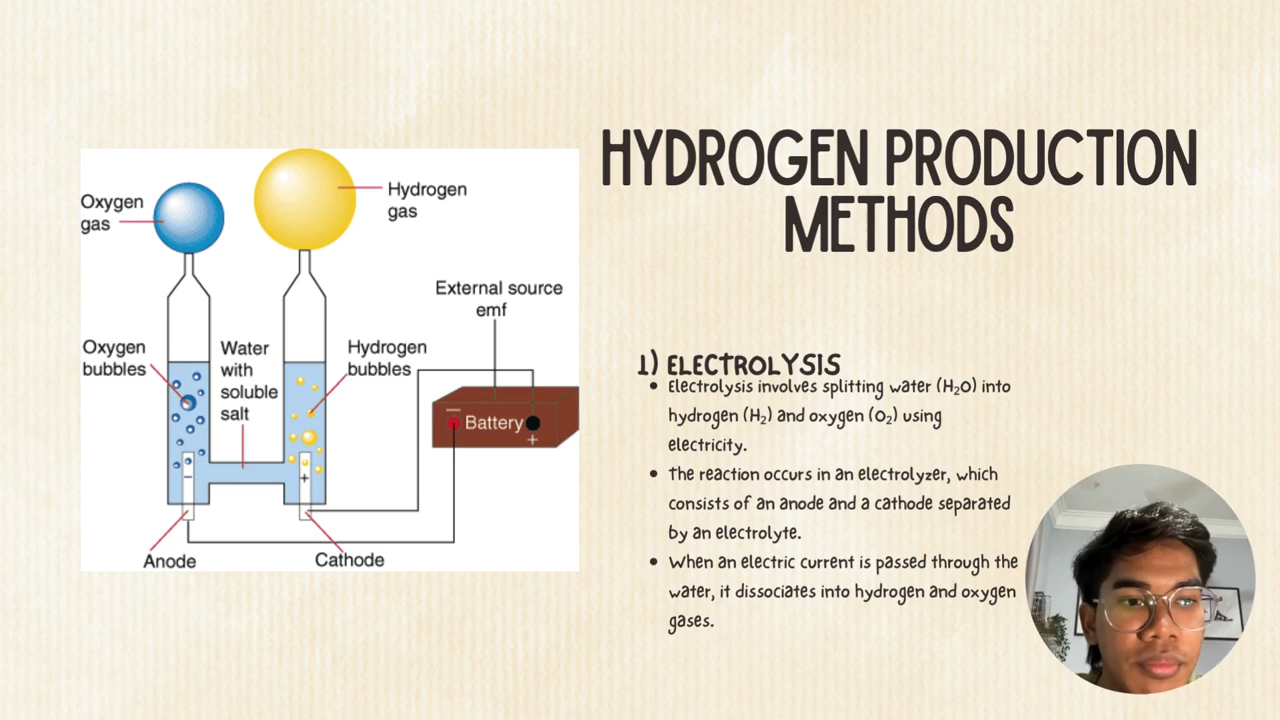 HYDROGEN PRODUCTION
METHODS
Oxygen
gas
Hydrogen
gas
External source
emf
Oxygen
bubbles
Water
with
soluble
salt
Hydrogen
bubbles
−
Battery
+
−
+
Anode
Cathode
1) ELECTROLYSIS
• Electrolysis involves splitting water (H₂O) into
hydrogen (H₂) and oxygen (O₂) using
electricity.
• The reaction occurs in an electrolyzer, which
consists of an anode and a cathode separated
by an electrolyte.
• When an electric current is passed through the
water, it dissociates into hydrogen and oxygen
gases.